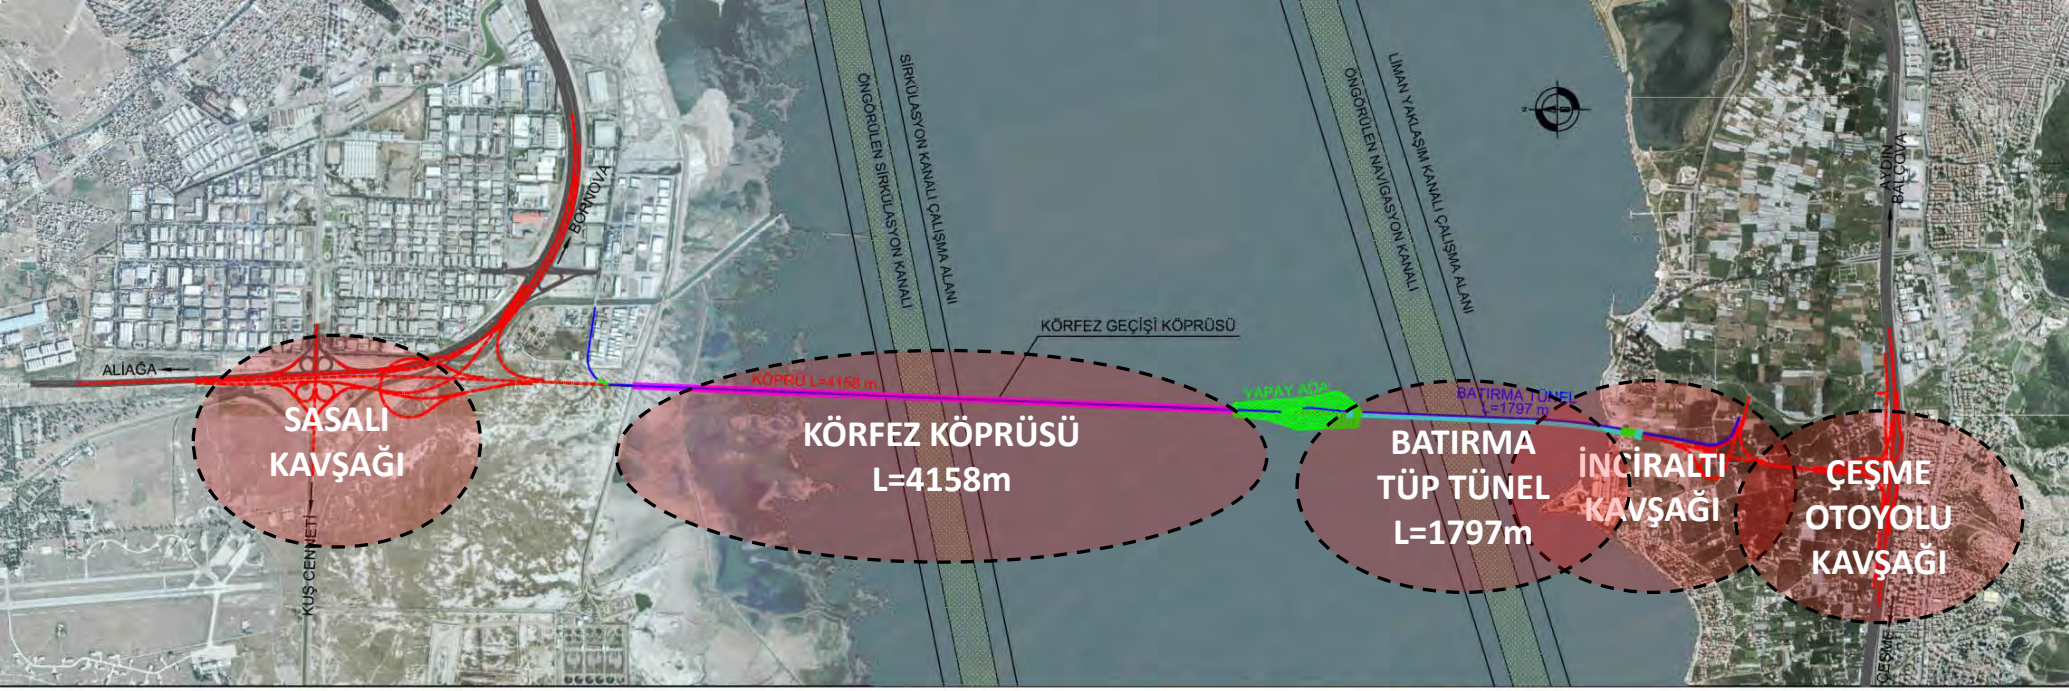 SİRKÜLASYON KANALI ÇALIŞMA ALANI
ÖNGÖRÜLEN SİRKÜLASYON KANALI
LİMAN YAKLAŞIM KANALI ÇALIŞMA ALANI
ÖNGÖRÜLEN NAVİGASYON KANALI
AYDIN
BALÇOVA
BORNOVA
KÖRFEZ GEÇİŞİ KÖPRÜSÜ
ALİAĞA
KÖPRÜ L=4158 m
YAPAY ADA
BATIRMA TÜNEL
L=1797 m
SASALI
KAVŞAĞI
KÖRFEZ KÖPRÜSÜ
L=4158m
BATIRMA
TÜP TÜNEL
L=1797m
İNCİRALTI
KAVŞAĞI
ÇEŞME
OTOYOLU
KAVŞAĞI
KUŞ CENNETİ
ÇEŞME